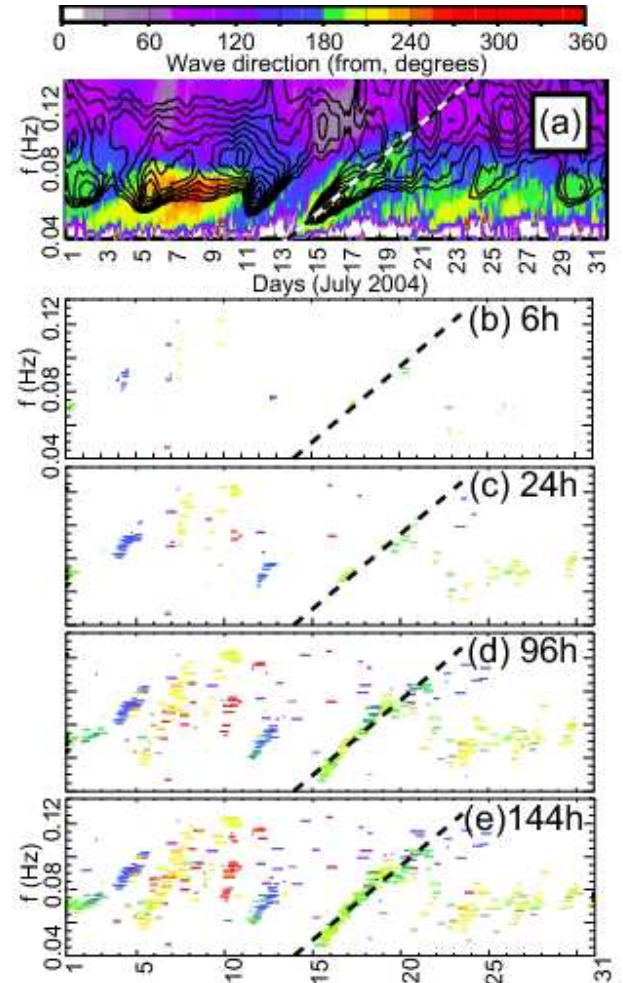 0 60 120 180 240 300 360
Wave direction (from, degrees)
f (Hz)
0.04 0.08 0.12
(a)
1 3 5 7 9 11 13 15 17 19 21 23 25 27 29 31
Days (July 2004)
f (Hz)
0.04 0.08 0.12
(b) 6h
(c) 24h
(d) 96h
f (Hz)
0.04 0.08 0.12
(e) 144h
1 5 10 15 20 25 31